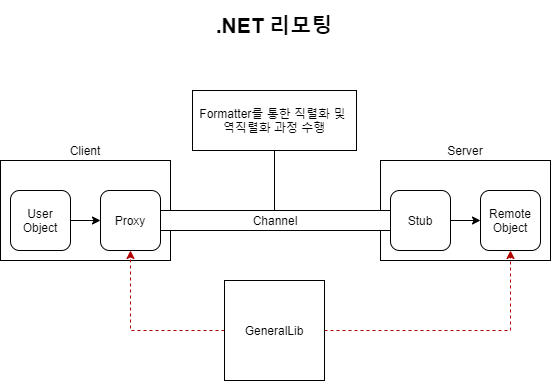 .NET 리모팅
Formatter를 통한 직렬화 및
역직렬화 과정 수행
Client
Server
User
Object
Proxy
Channel
Stub
Remote
Object
GeneralLib